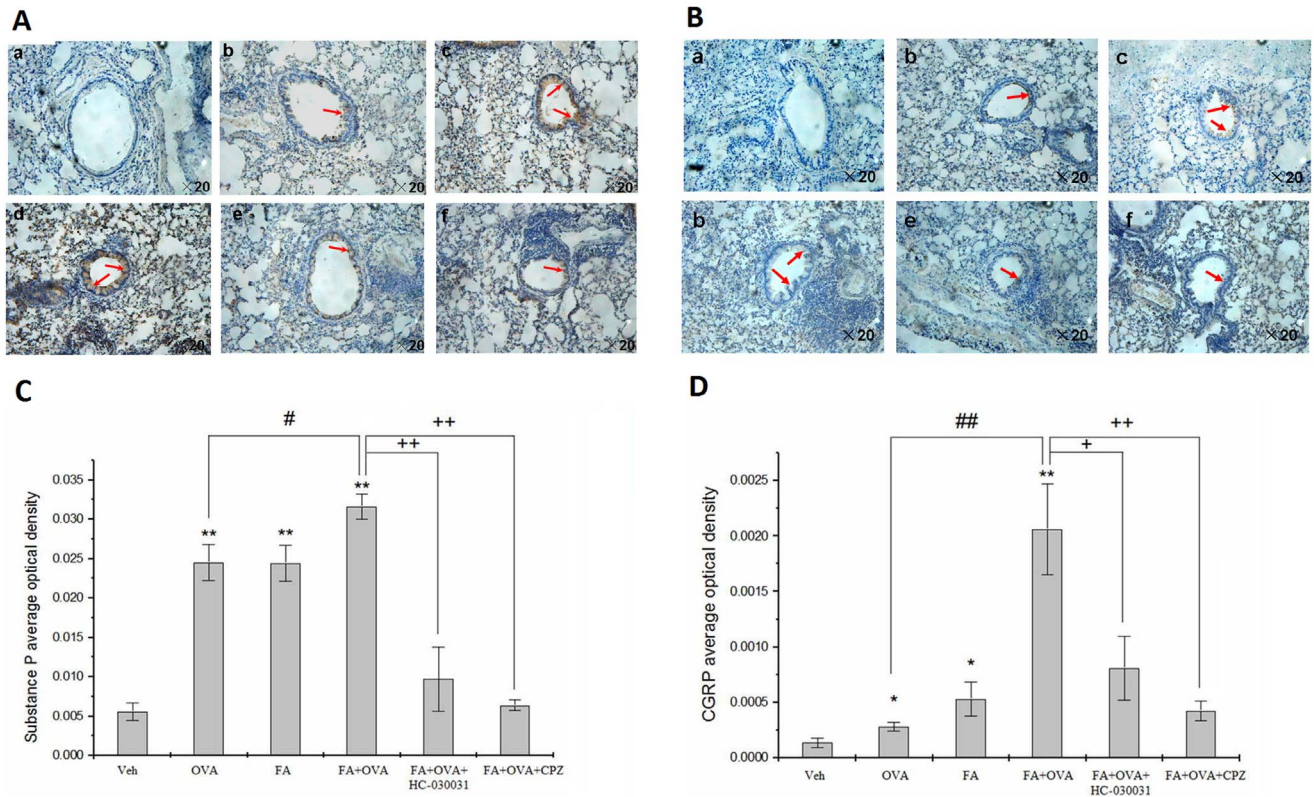 A
a
×20
b
×20
c
×20
d
×20
e
×20
f
×20
B
a
×20
b
×20
c
×20
b
×20
e
×20
f
×20
C
Substance P average optical density
0.035
0.030
0.025
0.020
0.015
0.010
0.005
0.000
#
++
++
**
**
**
Veh
OVA
FA
FA+OVA
FA+OVA+
HC-030031
FA+OVA+CPZ
D
CGRP average optical density
0.0025
0.0020
0.0015
0.0010
0.0005
0.0000
##
++
+
**
*
*
Veh
OVA
FA
FA+OVA
FA+OVA+
HC-030031
FA+OVA+CPZ